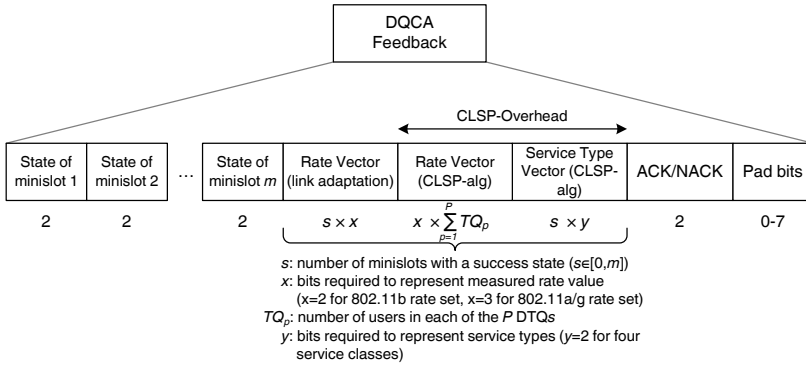 DQCA
Feedback
CLSP-Overhead
State of minislot 1
State of minislot 2
...
State of minislot m
Rate Vector (link adaptation)
Rate Vector (CLSP-alg)
Service Type Vector (CLSP-alg)
ACK/NACK
Pad bits
2
2
2
s × x
x × ∑_{p=1}^{P} TQ_p
s × y
2
0-7
s: number of minislots with a success state (s∈[0,m])
x: bits required to represent measured rate value
(x=2 for 802.11b rate set, x=3 for 802.11a/g rate set)
TQ_p: number of users in each of the P DTQs
y: bits required to represent service types (y=2 for four
service classes)